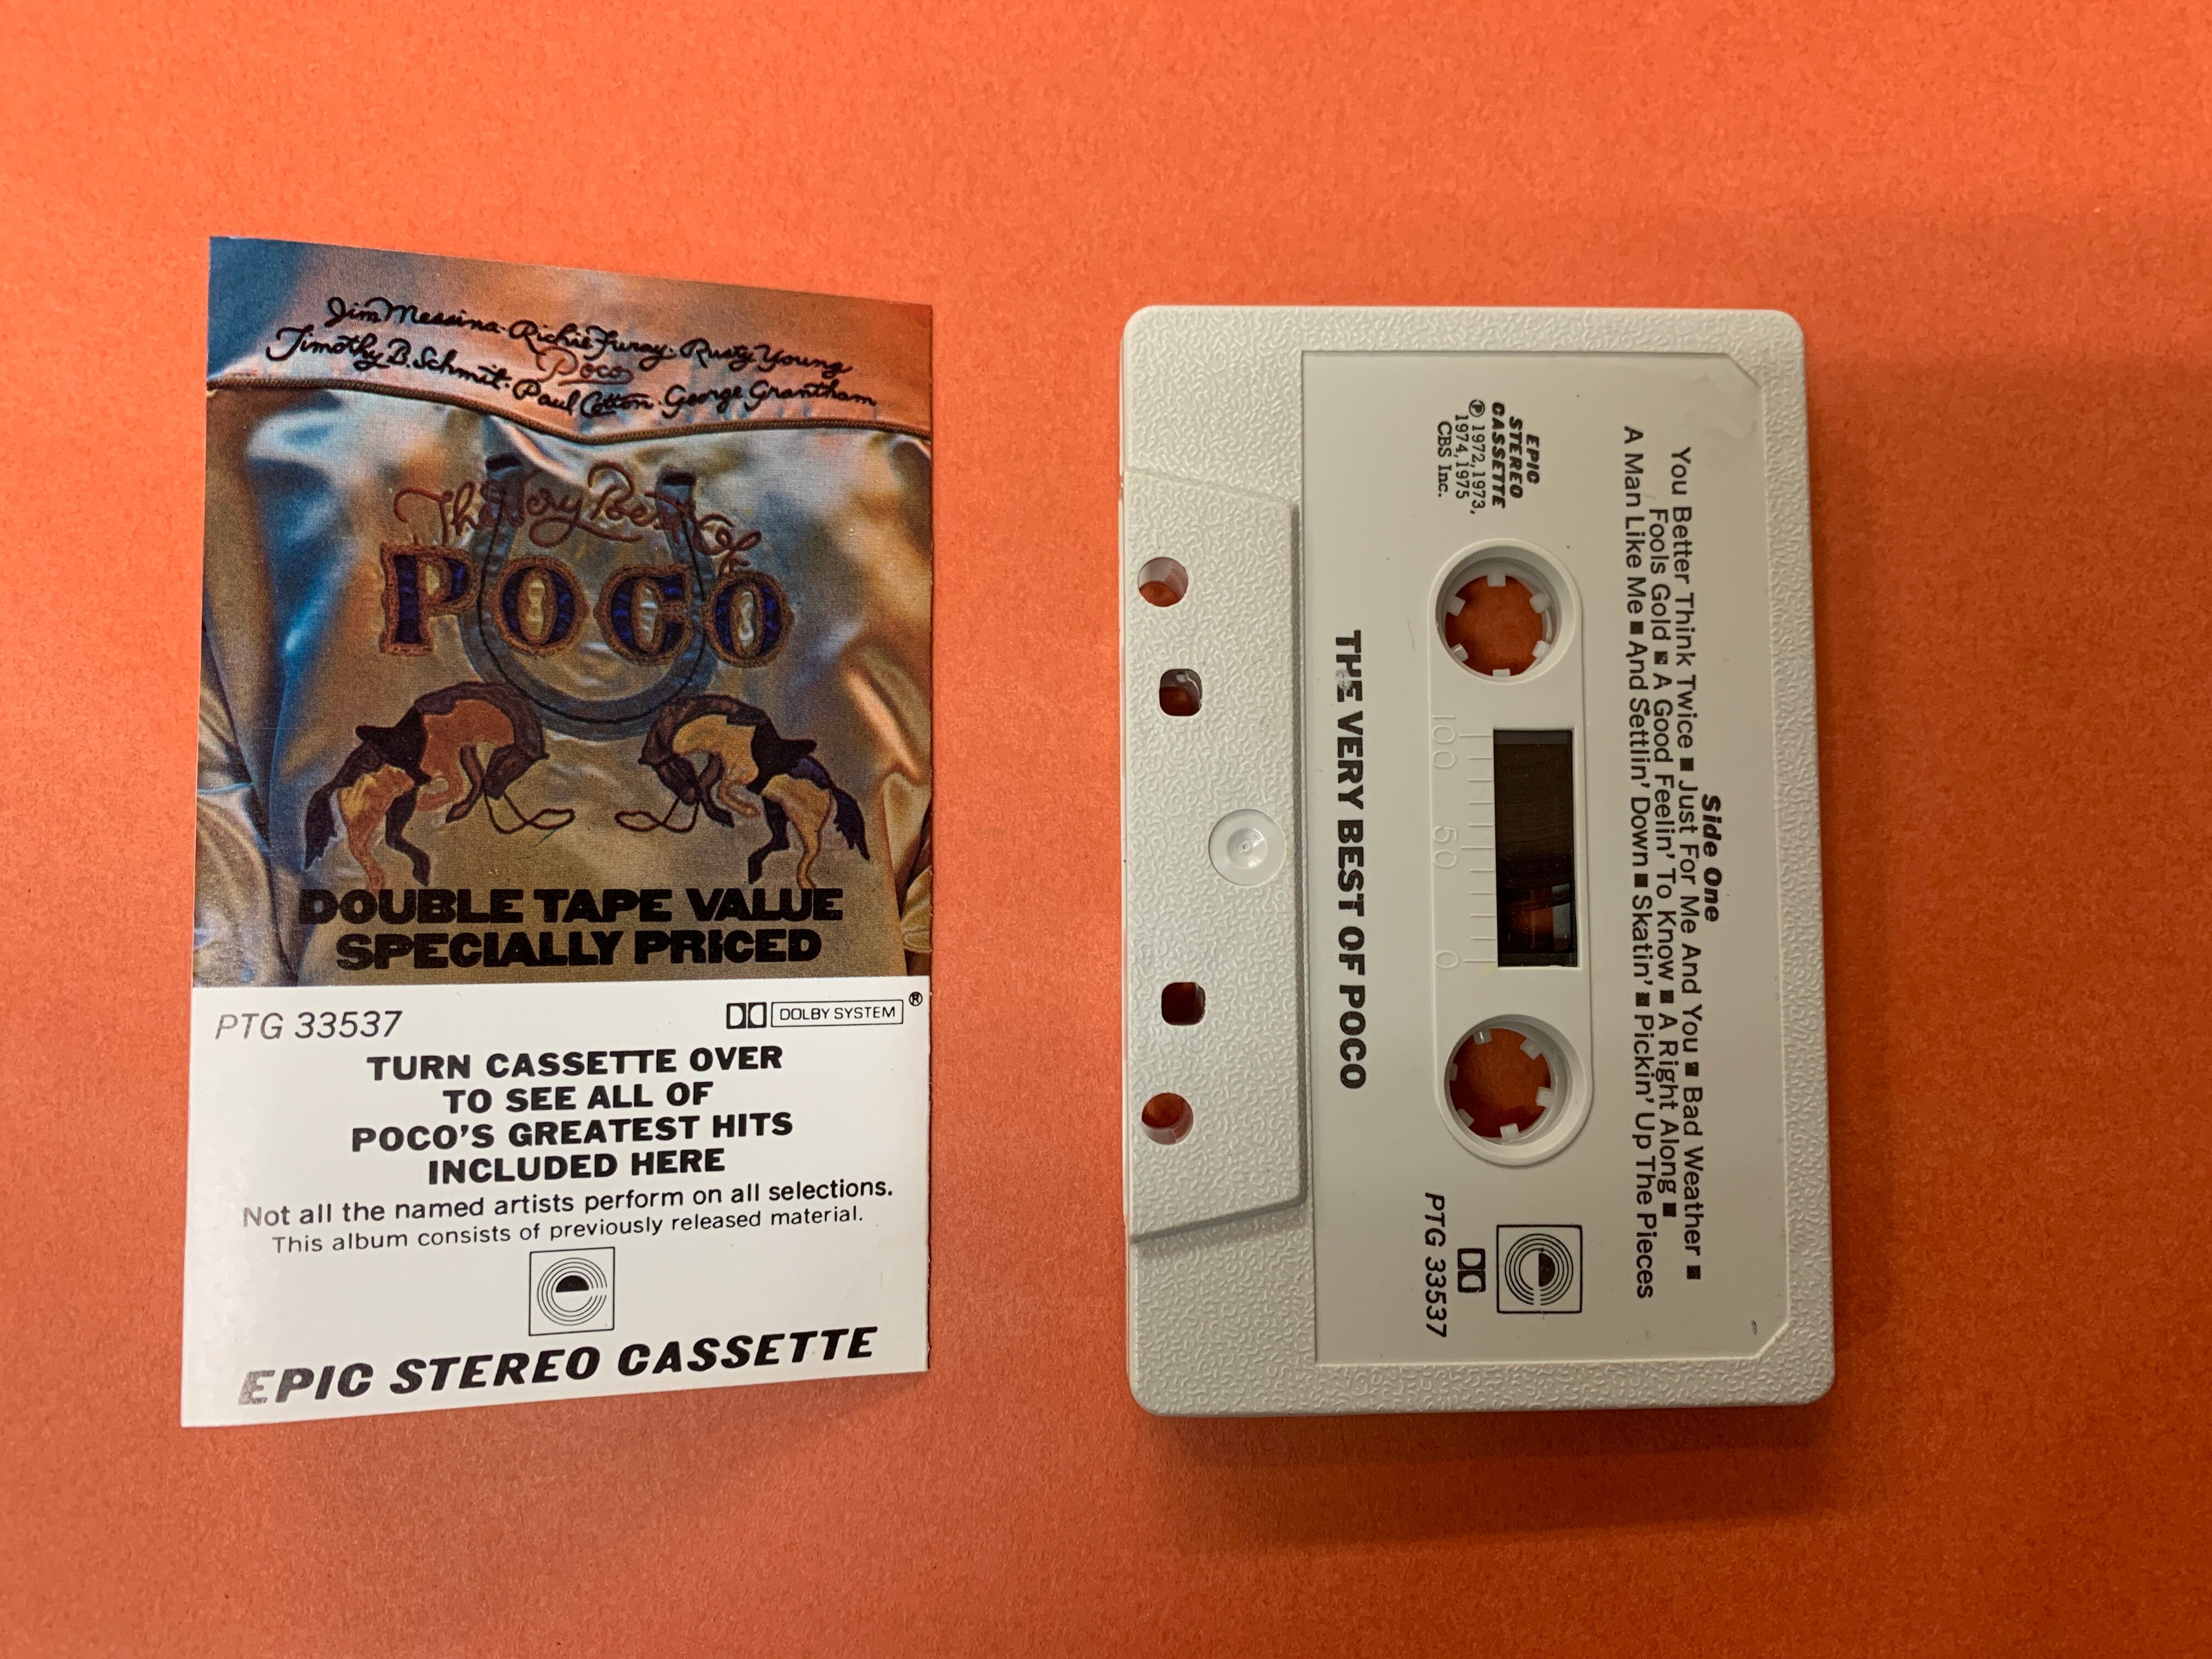 Jim Messina · Richie Furay · Rusty Young
Poco
Timothy B. Schmit · Paul Cotton · George Grantham
The Very Best Of
POCO
DOUBLE TAPE VALUE
SPECIALLY PRICED
PTG 33537
DOLBY SYSTEM ®
TURN CASSETTE OVER
TO SEE ALL OF
POCO'S GREATEST HITS
INCLUDED HERE
Not all the named artists perform on all selections.
This album consists of previously released material.
e
EPIC STEREO CASSETTE
Side One
You Better Think Twice ■ Just For Me And You ■ Bad Weather ■
Fools Gold ■ A Good Feelin' To Know ■ A Right Along ■
A Man Like Me ■ And Settlin' Down ■ Skatin' ■ Pickin' Up The Pieces
EPIC
STEREO
CASSETTE
℗ 1972, 1973,
1974, 1975
CBS Inc.
100 50 0
e
PTG 33537
THE VERY BEST OF POCO